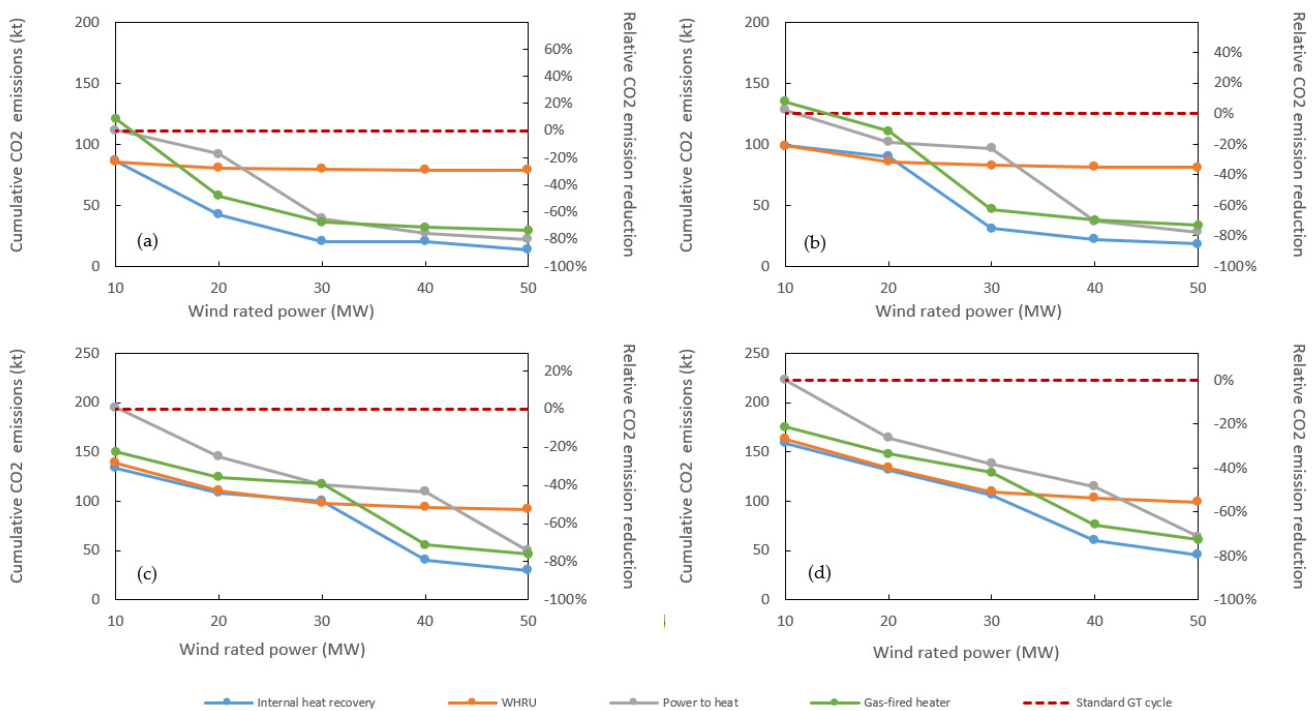 Cumulative CO2 emissions (kt)
200
150
100
50
0
10 20 30 40 50
Wind rated power (MW)
(a)
60%
40%
20%
0%
-20%
-40%
-60%
-80%
-100%
Relative CO2 emission reduction
Cumulative CO2 emissions (kt)
200
150
100
50
0
10 20 30 40 50
Wind rated power (MW)
(b)
40%
20%
0%
-20%
-40%
-60%
-80%
-100%
Relative CO2 emission reduction
Cumulative CO2 emissions (kt)
250
200
150
100
50
0
10 20 30 40 50
Wind rated power (MW)
(c)
20%
0%
-20%
-40%
-60%
-80%
-100%
Relative CO2 emission reduction
Cumulative CO2 emissions (kt)
250
200
150
100
50
0
10 20 30 40 50
Wind rated power (MW)
(d)
0%
-20%
-40%
-60%
-80%
-100%
Relative CO2 emission reduction
Internal heat recovery WHRU Power to heat Gas-fired heater Standard GT cycle